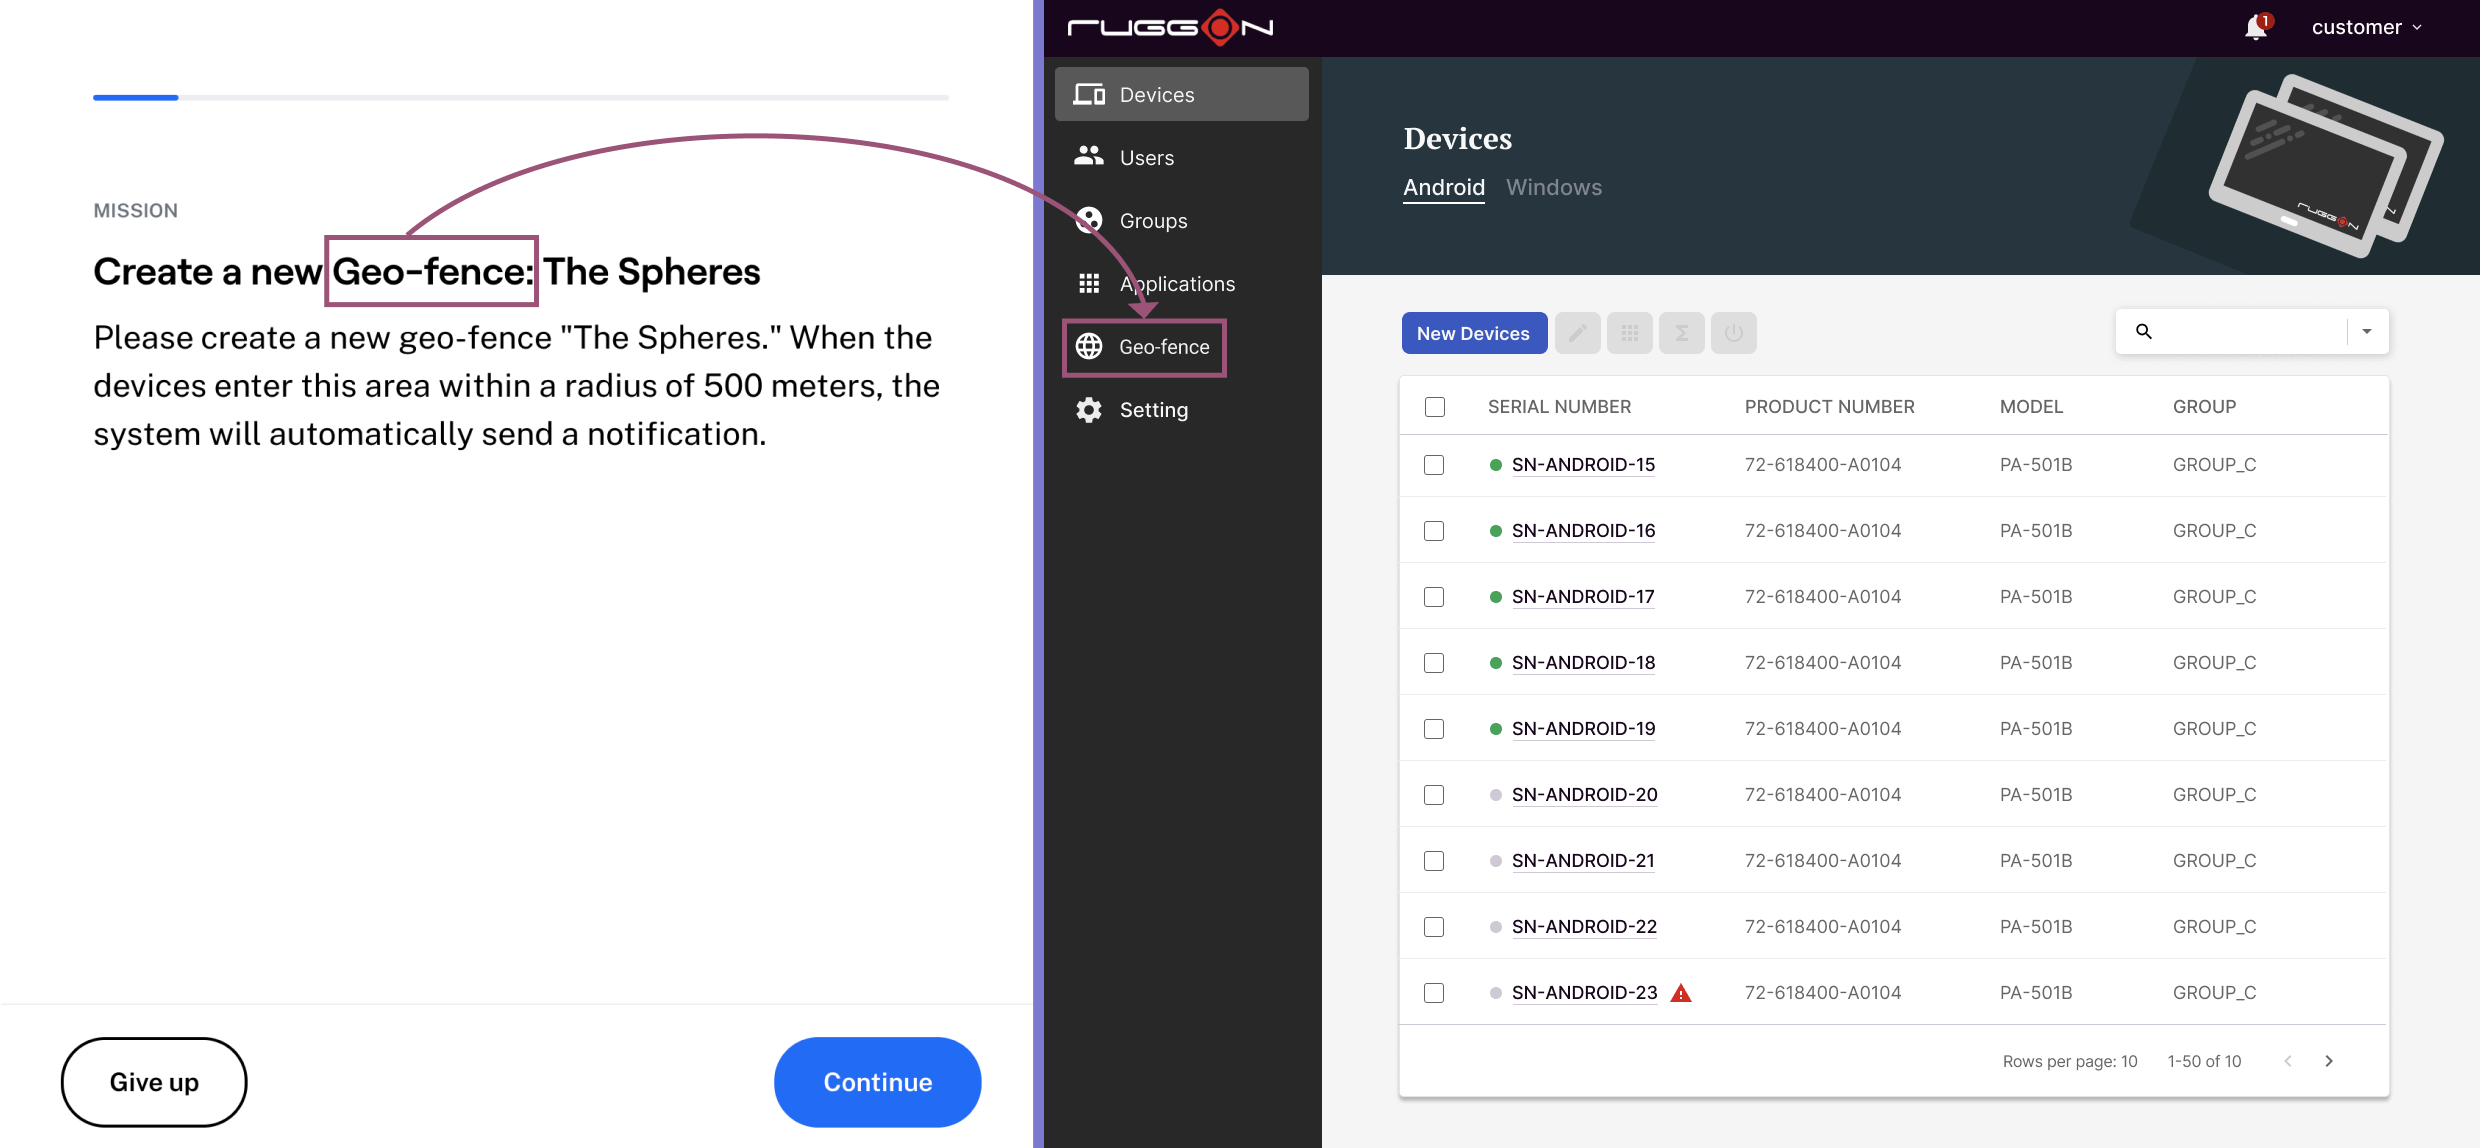 MISSION
Create a new Geo-fence: The Spheres
Please create a new geo-fence "The Spheres." When the
devices enter this area within a radius of 500 meters, the
system will automatically send a notification.
Give up
Continue
RUGGON
1
customer
Devices
Users
Groups
Applications
Geo-fence
Setting
Devices
Android Windows
RUGGON
New Devices
SERIAL NUMBER PRODUCT NUMBER MODEL GROUP
SN-ANDROID-15 72-618400-A0104 PA-501B GROUP_C
SN-ANDROID-16 72-618400-A0104 PA-501B GROUP_C
SN-ANDROID-17 72-618400-A0104 PA-501B GROUP_C
SN-ANDROID-18 72-618400-A0104 PA-501B GROUP_C
SN-ANDROID-19 72-618400-A0104 PA-501B GROUP_C
SN-ANDROID-20 72-618400-A0104 PA-501B GROUP_C
SN-ANDROID-21 72-618400-A0104 PA-501B GROUP_C
SN-ANDROID-22 72-618400-A0104 PA-501B GROUP_C
SN-ANDROID-23 72-618400-A0104 PA-501B GROUP_C
Rows per page: 10 1-50 of 10